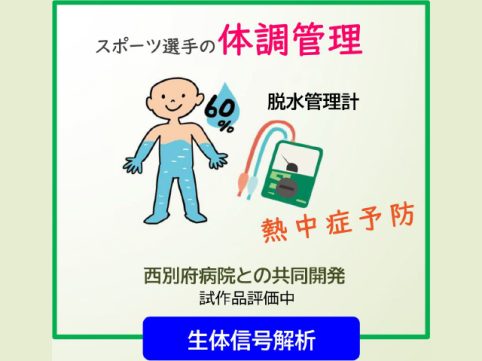 スポーツ選手の体調管理
60%
脱水管理計
熱中症予防
西別府病院との共同開発
試作品評価中
生体信号解析